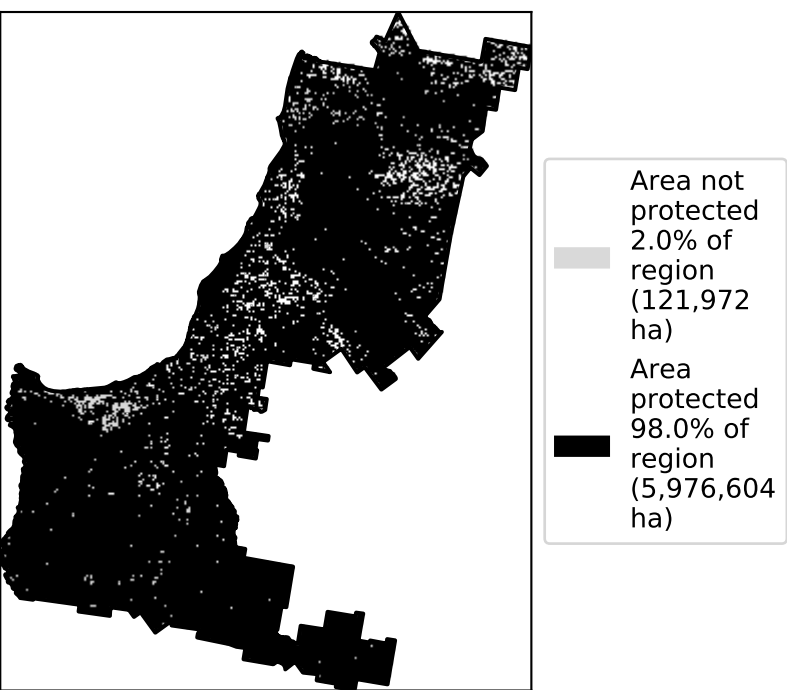 Area not
protected
2.0% of
region
(121,972
ha)
Area
protected
98.0% of
region
(5,976,604
ha)